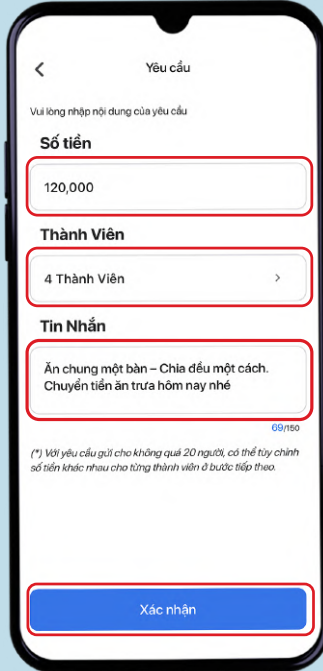 Yêu cầu
Vui lòng nhập nội dung của yêu cầu
Số tiền
120,000
Thành Viên
4 Thành Viên
Tin Nhắn
Ăn chung một bàn – Chia đều một cách.
Chuyển tiền ăn trưa hôm nay nhé
69/150
(*) Với yêu cầu gửi cho không quá 20 người, có thể tùy chỉnh
số tiền khác nhau cho từng thành viên ở bước tiếp theo.
Xác nhận